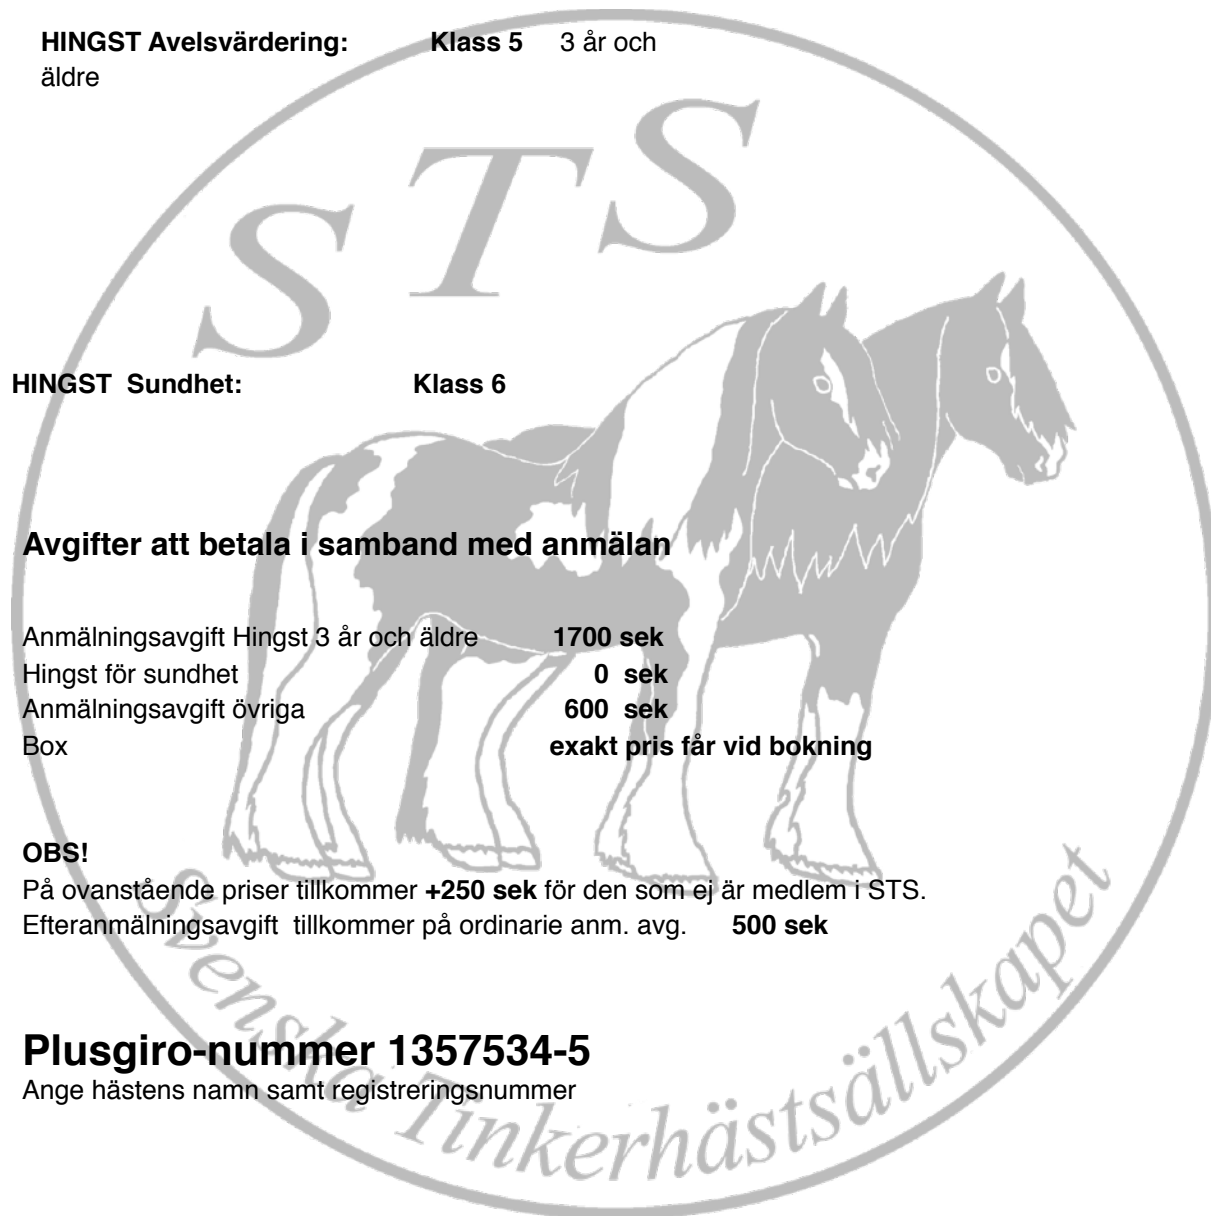 HINGST Avelsvärdering: Klass 5 3 år och
äldre
STS
HINGST Sundhet: Klass 6
Avgifter att betala i samband med anmälan
Anmälningsavgift Hingst 3 år och äldre 1700 sek
Hingst för sundhet 0 sek
Anmälningsavgift övriga 600 sek
Box exakt pris får vid bokning
OBS!
På ovanstående priser tillkommer +250 sek för den som ej är medlem i STS.
Efteranmälningsavgift tillkommer på ordinarie anm. avg. 500 sek
Plusgiro-nummer 1357534-5
Ange hästens namn samt registreringsnummer
Svenska Tinkerhästsällskapet